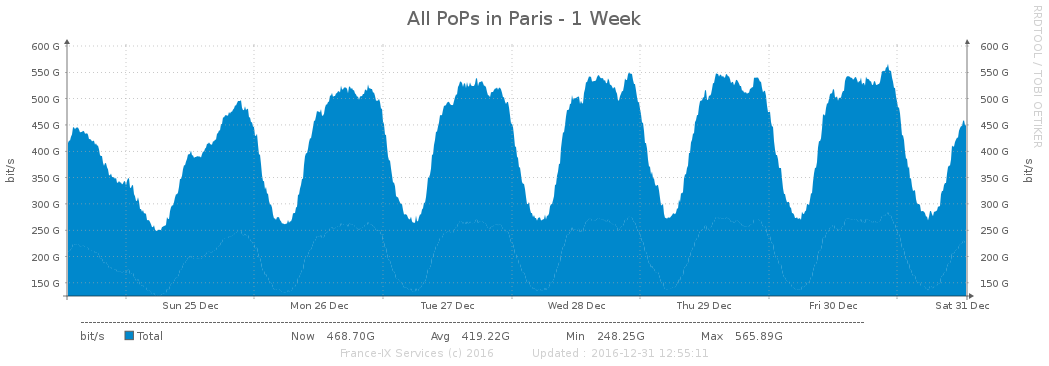 All PoPs in Paris - 1 Week
RRDTOOL / TOBI OETIKER
bit/s
600 G 600 G
550 G 550 G
500 G 500 G
450 G 450 G
400 G 400 G
350 G 350 G
300 G 300 G
250 G 250 G
200 G 200 G
150 G 150 G
bit/s
Sun 25 Dec Mon 26 Dec Tue 27 Dec Wed 28 Dec Thu 29 Dec Fri 30 Dec Sat 31 Dec
bit/s Total Now 468.70G Avg 419.22G Min 248.25G Max 565.89G
France-IX Services (c) 2016 Updated : 2016-12-31 12:55:11